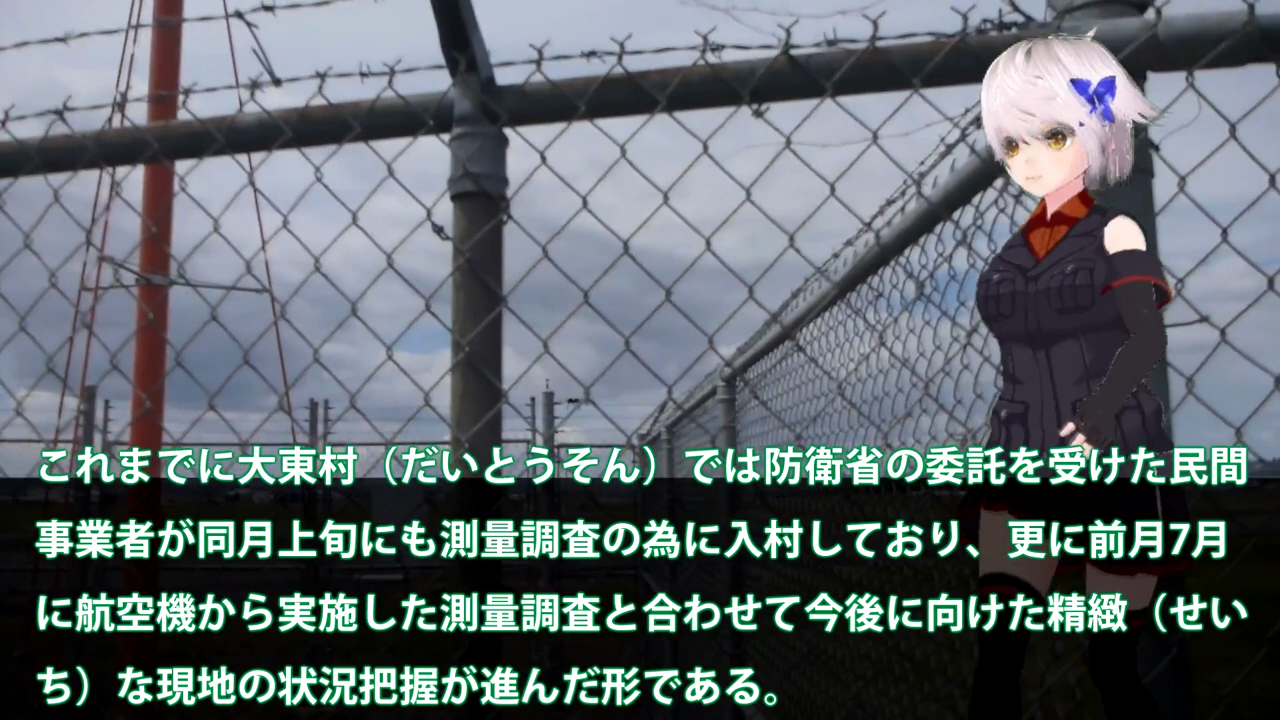 これまでに大東村（だいとうそん）では防衛省の委託を受けた民間
事業者が同月上旬にも測量調査の為に入村しており、更に前月7月
に航空機から実施した測量調査と合わせて今後に向けた精緻（せい
ち）な現地の状況把握が進んだ形である。